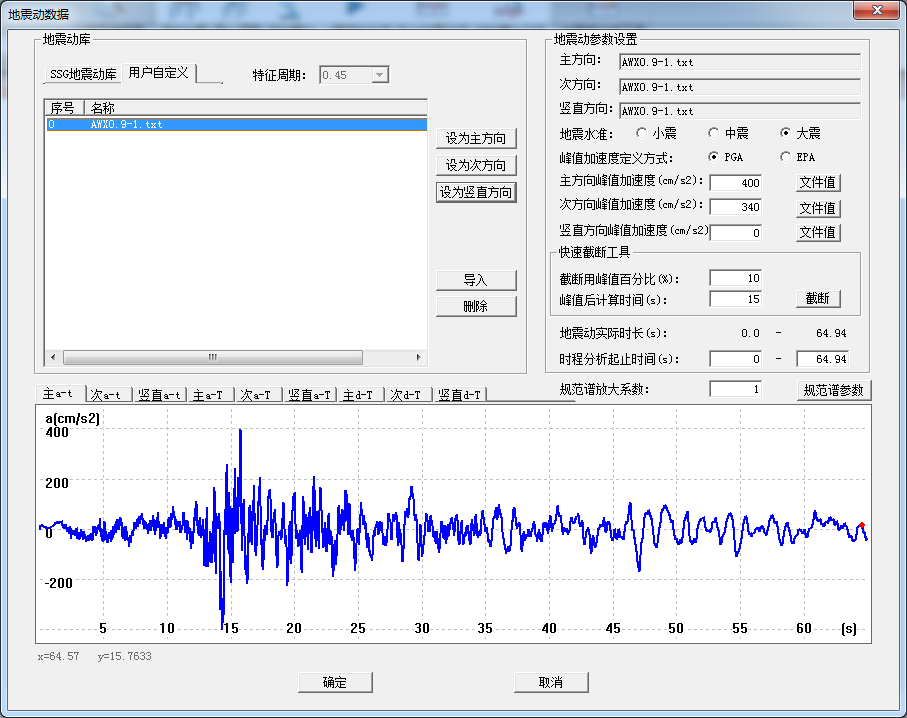 地震动数据
地震动库
SSG地震动库
用户自定义
特征周期:
0.45
序号
名称
0
AWX0.9-1.txt
设为主方向
设为次方向
设为竖直方向
导入
删除
地震动参数设置
主方向:
AWX0.9-1.txt
次方向:
AWX0.9-1.txt
竖直方向:
AWX0.9-1.txt
地震水准:
小震
中震
大震
峰值加速度定义方式:
PGA
EPA
主方向峰值加速度(cm/s2):
400
文件值
次方向峰值加速度(cm/s2):
340
文件值
竖直方向峰值加速度(cm/s2)
0
文件值
快速截断工具
截断用峰值百分比(%):
10
峰值后计算时间(s):
15
截断
地震动实际时长(s):
0.0 - 64.94
时程分析起止时间(s):
0 - 64.94
规范谱放大系数:
1
规范谱参数
主a-t
次a-t
竖直a-t
主a-T
次a-T
竖直a-T
主d-T
次d-T
竖直d-T
a(cm/s2)
400
200
0
-200
5 10 15 20 25 30 35 40 45 50 55 60 (s)
x=64.57 y=15.7633
确定
取消